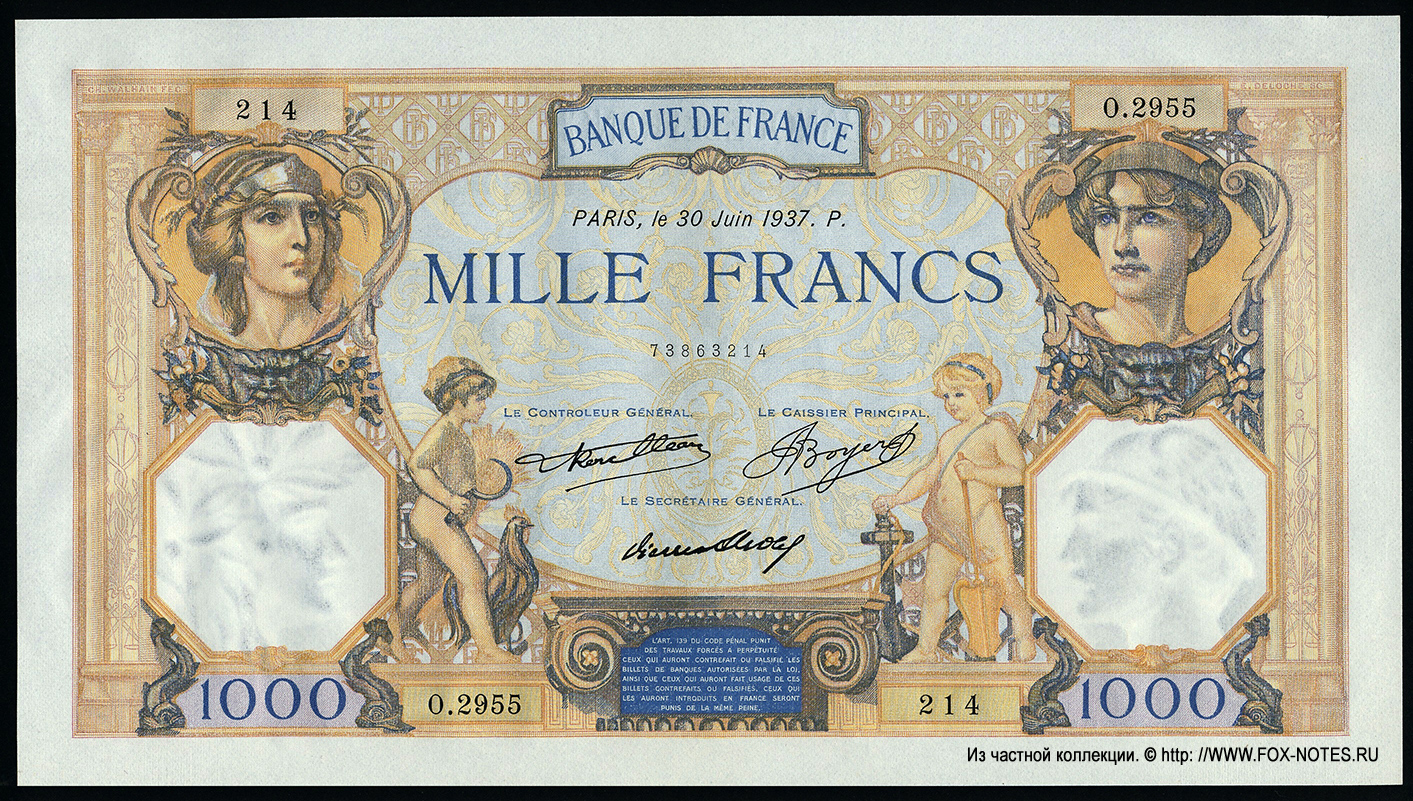 CH. WALHAIN FEC.
E. DELOCHE SC.
214
O.2955
BANQUE DE FRANCE
PARIS, le 30 Juin 1937. P.
MILLE FRANCS
73863214
LE CONTROLEUR GÉNÉRAL.
LE CAISSIER PRINCIPAL.
LE SECRÉTAIRE GÉNÉRAL.
L'ART. 139 DU CODE PÉNAL PUNIT
DES TRAVAUX FORCÉS A PERPÉTUITÉ
CEUX QUI AURONT CONTREFAIT OU FALSIFIÉ LES
BILLETS DE BANQUES AUTORISÉES PAR LA LOI,
AINSI QUE CEUX QUI AURONT FAIT USAGE DE CES
BILLETS CONTREFAITS OU FALSIFIÉS. CEUX QUI
LES AURONT INTRODUITS EN FRANCE SERONT
PUNIS DE LA MÊME PEINE.
1000
O.2955
214
1000
Из частной коллекции. © http: //WWW.FOX-NOTES.RU